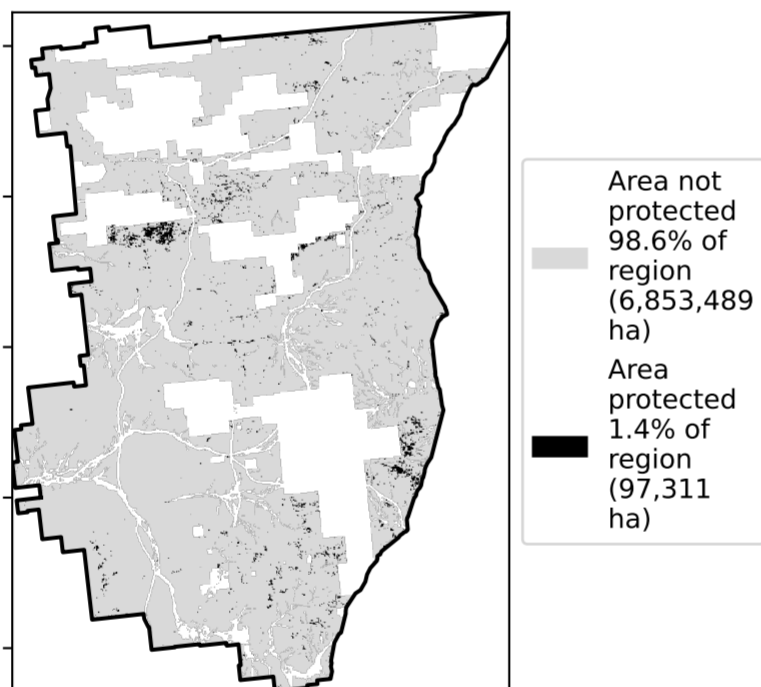 Area not
protected
98.6% of
region
(6,853,489
ha)
Area
protected
1.4% of
region
(97,311
ha)